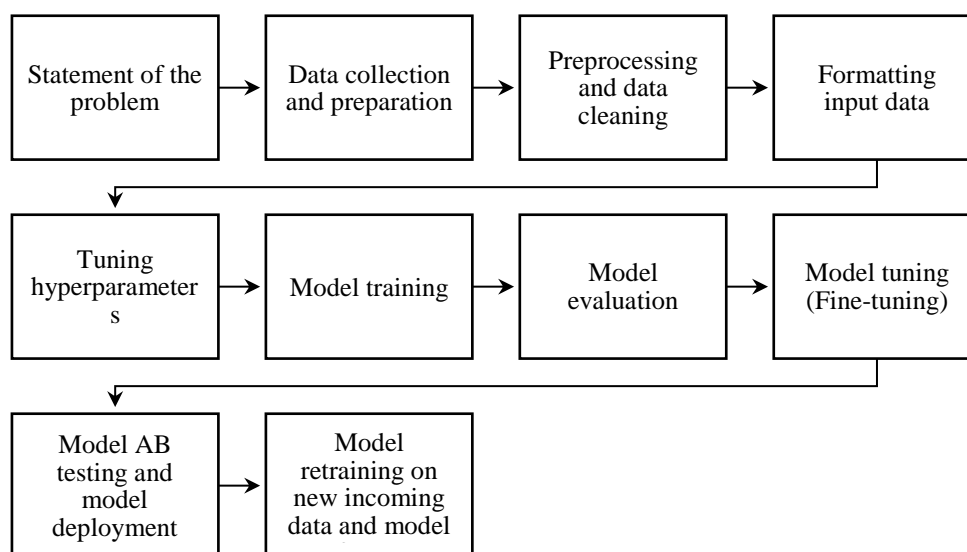 Statement of the
problem
Data collection
and preparation
Preprocessing
and data
cleaning
Formatting
input data
Tuning
hyperparameter
s
Model training
Model
evaluation
Model tuning
(Fine-tuning)
Model AB
testing and
model
deployment
Model
retraining on
new incoming
data and model